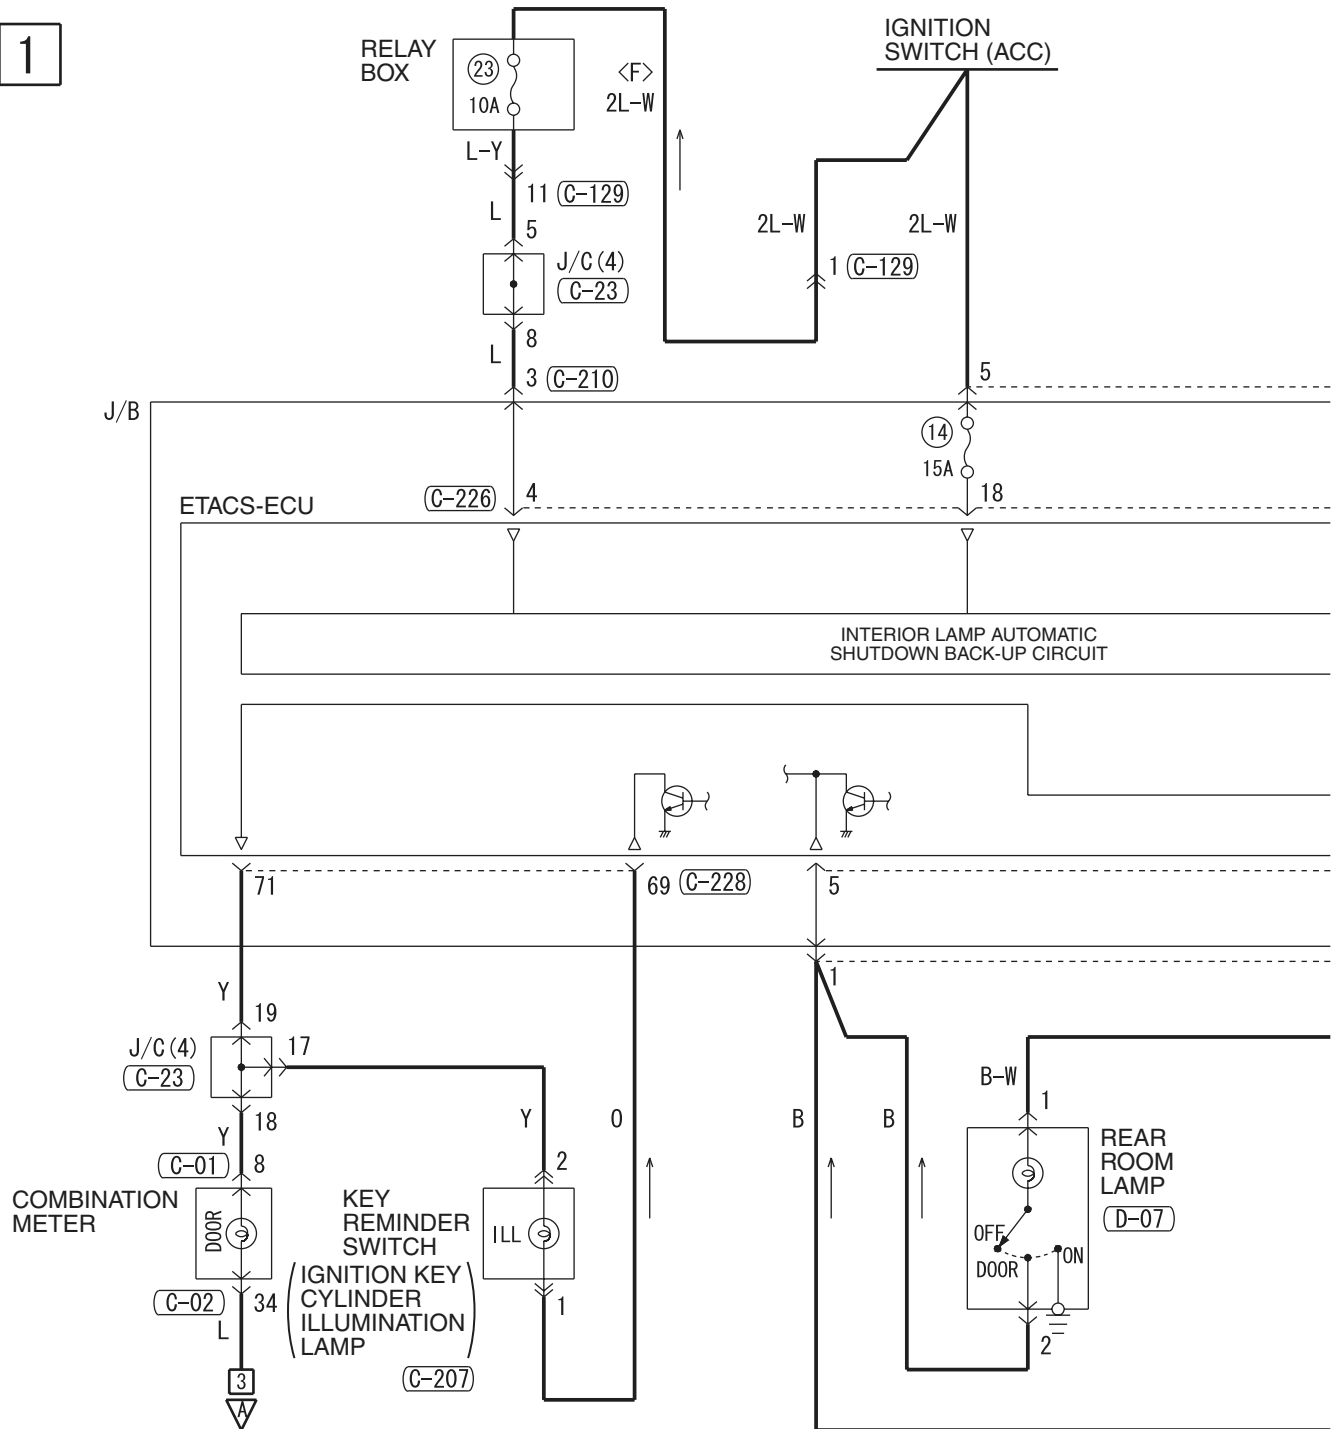 1
RELAY
BOX
23
10A
<F>
2L-W
IGNITION
SWITCH (ACC)
L-Y
11 C-129
L
5
2L-W
2L-W
J/C(4)
C-23
1 C-129
8
L
3 C-210
5
J/B
14
15A
C-226
4
18
ETACS-ECU
INTERIOR LAMP AUTOMATIC
SHUTDOWN BACK-UP CIRCUIT
71
69 C-228
5
1
Y
19
J/C(4)
C-23
17
B-W
1
18
Y
Y
O
B
B
REAR
ROOM
LAMP
D-07
C-01
8
2
COMBINATION
METER
DOOR
KEY
REMINDER
SWITCH
(IGNITION KEY
CYLINDER
ILLUMINATION
LAMP)
ILL
OFF
DOOR
ON
C-02
34
1
L
2
C-207
3
A